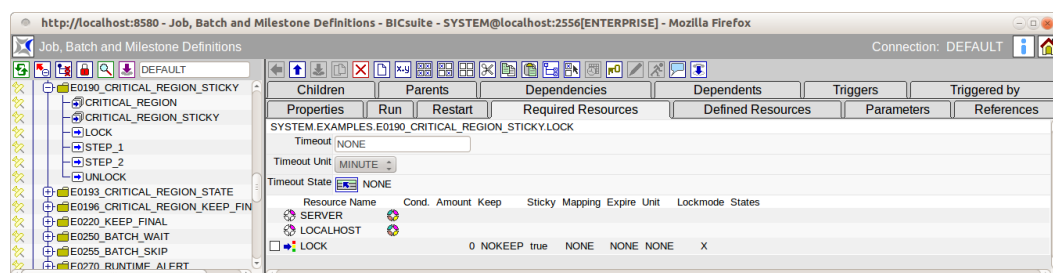 http://localhost:8580 - Job, Batch and Milestone Definitions - BICsuite - SYSTEM@localhost:2556[ENTERPRISE] - Mozilla Firefox
Job, Batch and Milestone Definitions
Connection: DEFAULT
DEFAULT
E0190_CRITICAL_REGION_STICKY
CRITICAL_REGION
CRITICAL_REGION_STICKY
LOCK
STEP_1
STEP_2
UNLOCK
E0193_CRITICAL_REGION_STATE
E0196_CRITICAL_REGION_KEEP_FIN
E0220_KEEP_FINAL
E0250_BATCH_WAIT
E0255_BATCH_SKIP
E0270_RUNTIME_ALERT
x,y
Children Parents Dependencies Dependents Triggers Triggered by
Properties Run Restart Required Resources Defined Resources Parameters References
SYSTEM.EXAMPLES.E0190_CRITICAL_REGION_STICKY.LOCK
Timeout NONE
Timeout Unit MINUTE
Timeout State NONE
Resource Name Cond. Amount Keep Sticky Mapping Expire Unit Lockmode States
SERVER
LOCALHOST
LOCK 0 NOKEEP true NONE NONE NONE X